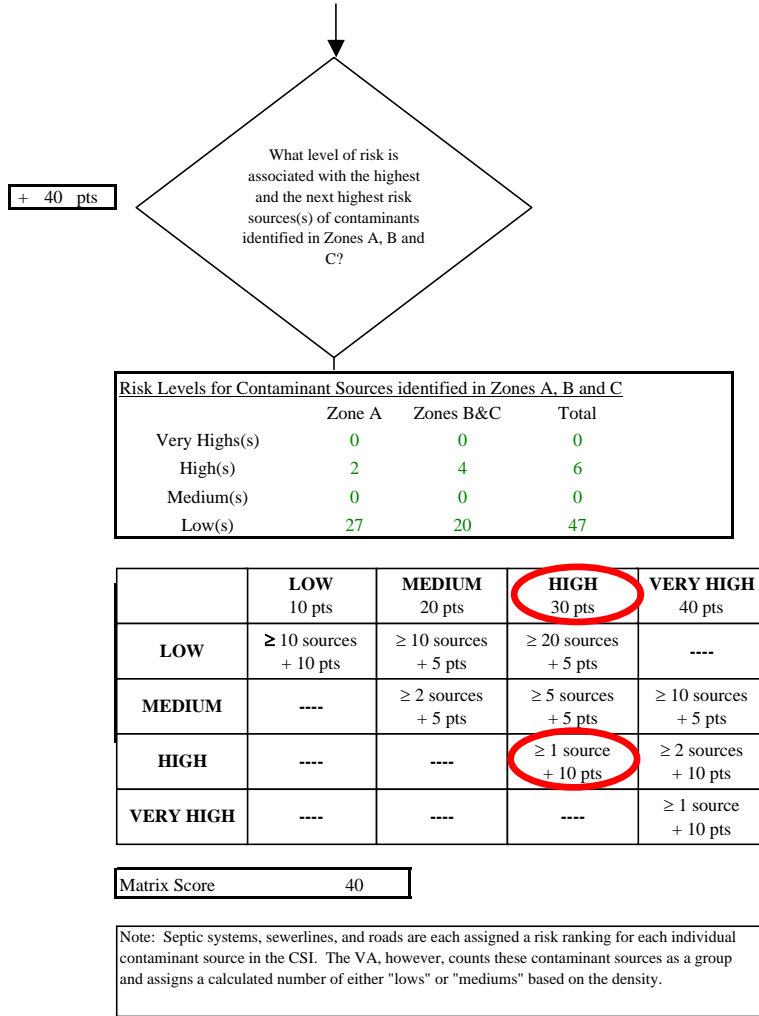 What level of risk is
associated with the highest
and the next highest risk
sources(s) of contaminants
identified in Zones A, B and
C?
+ 40 pts
Risk Levels for Contaminant Sources identified in Zones A, B and C
Zone A Zones B&C Total
Very Highs(s) 0 0 0
High(s) 2 4 6
Medium(s) 0 0 0
Low(s) 27 20 47
LOW MEDIUM HIGH VERY HIGH
10 pts 20 pts 30 pts 40 pts
LOW ≥ 10 sources ≥ 10 sources ≥ 20 sources ----
+ 10 pts + 5 pts + 5 pts
MEDIUM ---- ≥ 2 sources ≥ 5 sources ≥ 10 sources
+ 5 pts + 5 pts + 5 pts
HIGH ---- ---- ≥ 1 source ≥ 2 sources
+ 10 pts + 10 pts
VERY HIGH ---- ---- ---- ≥ 1 source
+ 10 pts
Matrix Score 40
Note: Septic systems, sewerlines, and roads are each assigned a risk ranking for each individual
contaminant source in the CSI. The VA, however, counts these contaminant sources as a group
and assigns a calculated number of either "lows" or "mediums" based on the density.